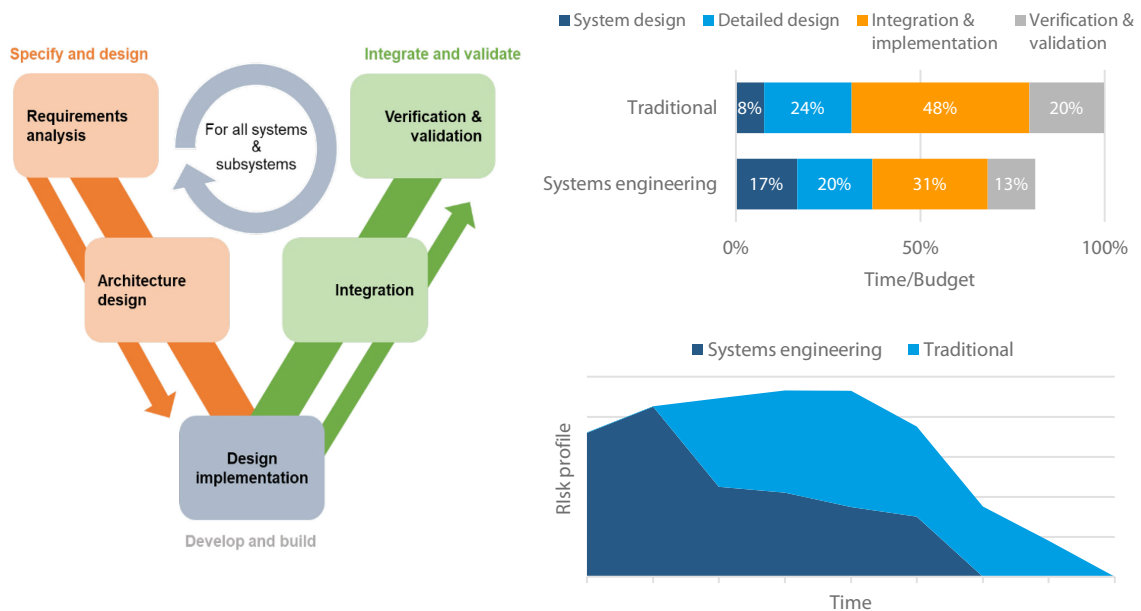 Specify and design
Integrate and validate
Requirements
analysis
For all systems
&
subsystems
Verification &
validation
Architecture
design
Integration
Design
implementation
Develop and build
System design
Detailed design
Integration &
implementation
Verification &
validation
Traditional
8%
24%
48%
20%
Systems engineering
17%
20%
31%
13%
0%
50%
100%
Time/Budget
Systems engineering
Traditional
RIsk profile
Time